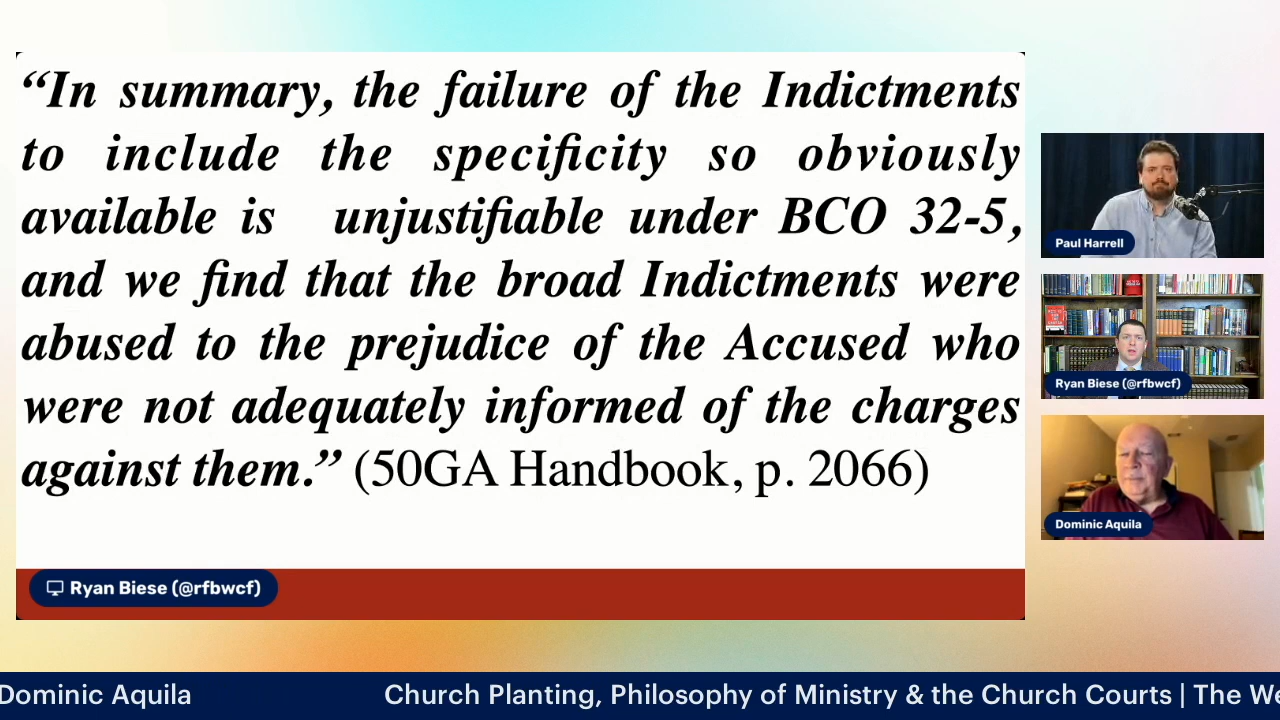 “In summary, the failure of the Indictments
to include the specificity so obviously
available is unjustifiable under BCO 32-5,
and we find that the broad Indictments were
abused to the prejudice of the Accused who
were not adequately informed of the charges
against them.” (50GA Handbook, p. 2066)
Ryan Biese (@rfbwcf)
Paul Harrell
Ryan Biese (@rfbwcf)
Dominic Aquila
Dominic Aquila Church Planting, Philosophy of Ministry & the Church Courts | The We